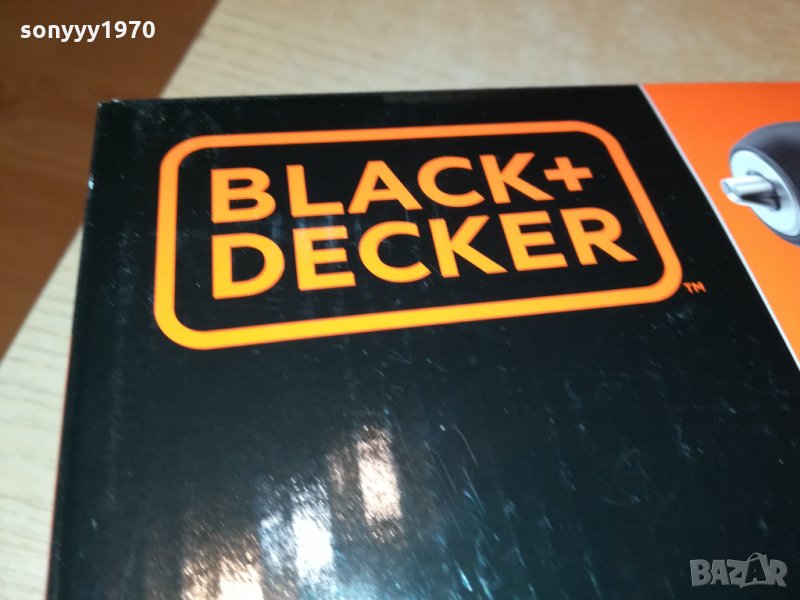 sonyyy1970
BLACK+
DECKER
TM
BAZAR